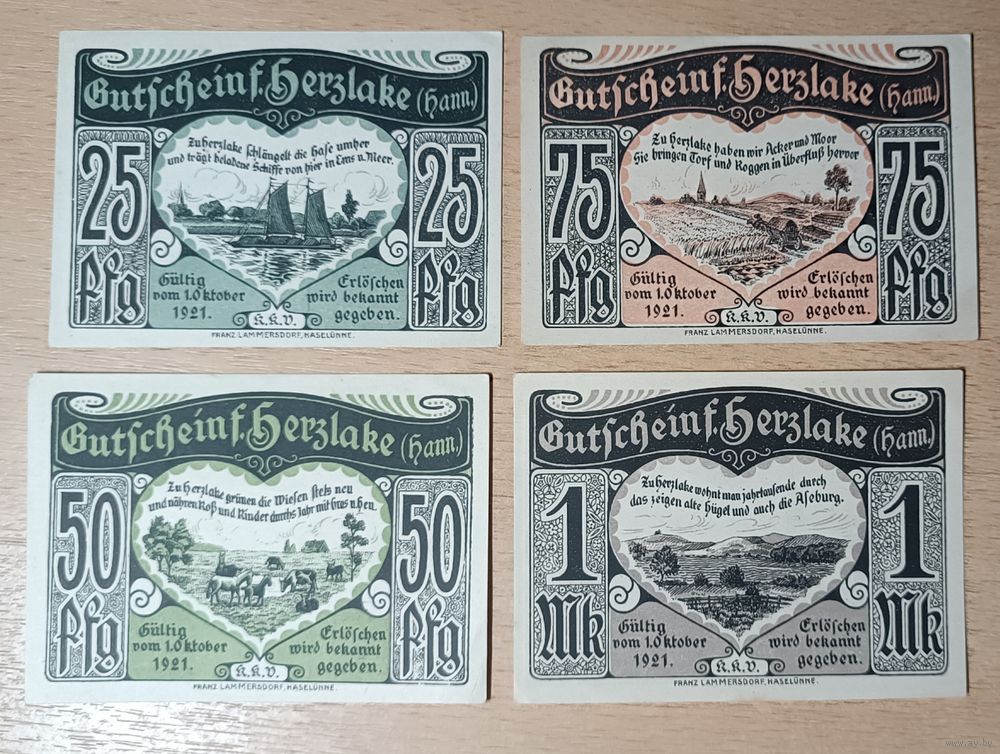 Gutschein f. Herzlake (Hann.)
Zu Herzlake schlängelt die Hase umher
und trägt beladene Schiffe von hier in Ems u. Meer.
25 25
Pfg Pfg
Gültig Erlöschen
vom 1. Oktober wird bekannt
1921. gegeben.
K.K.V.
FRANZ LAMMERSDORF, HASELÜNNE.
Gutschein f. Herzlake (Hann.)
Zu Herzlake haben wir Acker und Moor
Sie bringen Torf und Roggen in Überfluß hervor
75 75
Pfg Pfg
Gültig Erlöschen
vom 1. Oktober wird bekannt
1921. gegeben.
K.K.V.
FRANZ LAMMERSDORF, HASELÜNNE.
Gutschein f. Herzlake (Hann.)
Zu Herzlake grünen die Wiesen stets neu
und nähren Roß und Rinder durchs Jahr mit Gras u. Heu.
50 50
Pfg Pfg
Gültig Erlöschen
vom 1. Oktober wird bekannt
1921. gegeben.
K.K.V.
FRANZ LAMMERSDORF, HASELÜNNE.
Gutschein f. Herzlake (Hann.)
Zu Herzlake wohnt man jahrtausende durch
das zeigen alte Hügel und auch die Aseburg.
1 1
Mk Mk
Gültig Erlöschen
vom 1. Oktober wird bekannt
1921. gegeben.
K.K.V.
FRANZ LAMMERSDORF, HASELÜNNE.
www.ay.by